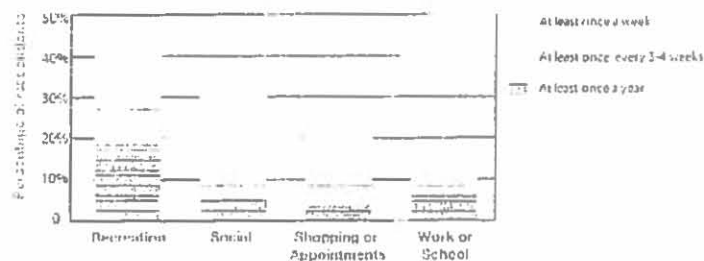 Percentage of respondents
50%
40%
30%
20%
10%
0
Recreation
Social
Shopping or
Appointments
Work or
School
At least once a week
At least once every 3-4 weeks
At least once a year